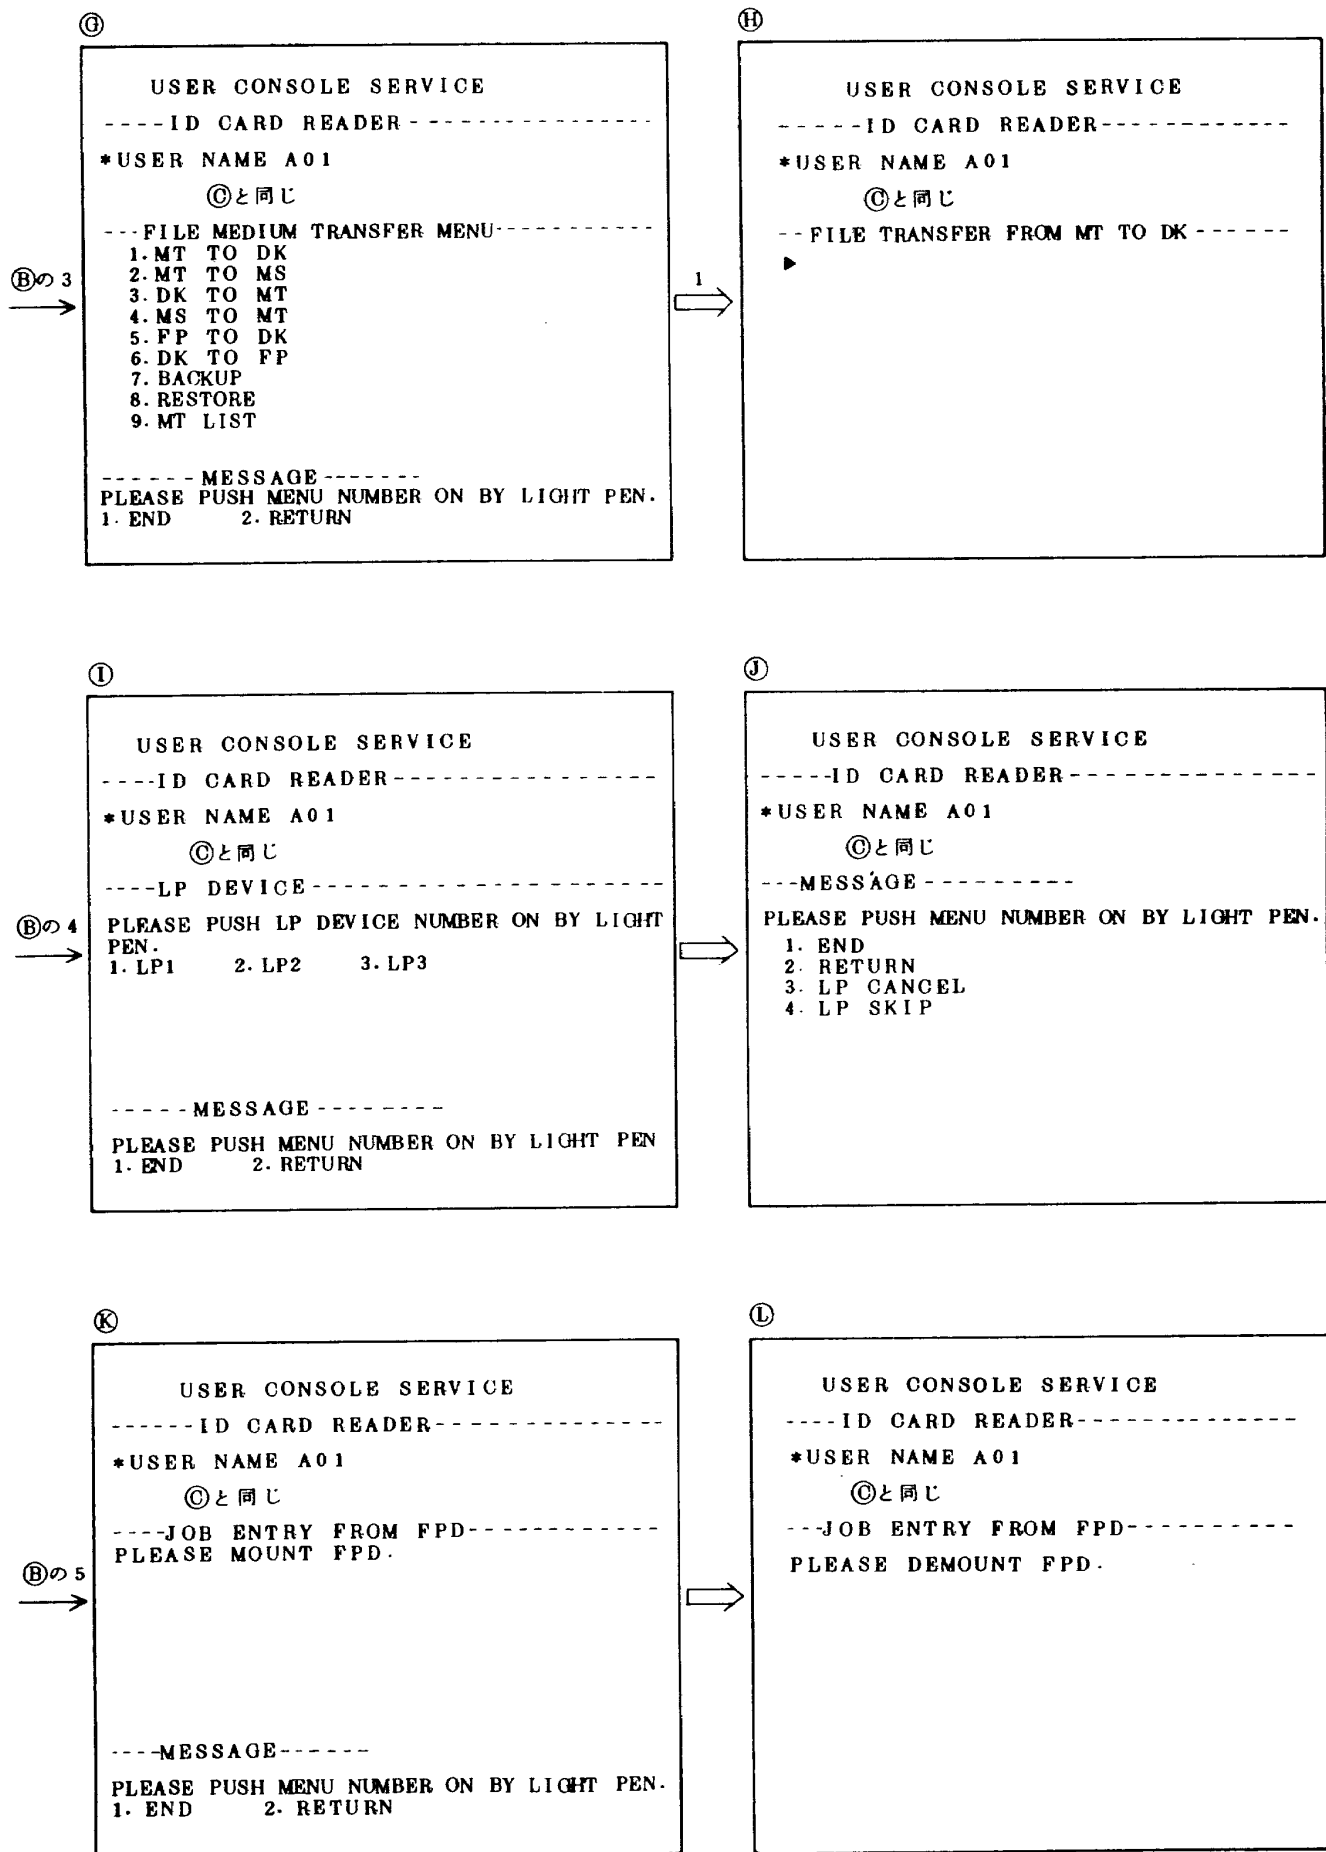 Ⓖ
USER CONSOLE SERVICE
----ID CARD READER---------------
*USER NAME A01
Ⓒと同じ
---FILE MEDIUM TRANSFER MENU-----------
1. MT TO DK
2. MT TO MS
3. DK TO MT
4. MS TO MT
5. FP TO DK
6. DK TO FP
7. BACKUP
8. RESTORE
9. MT LIST
------MESSAGE-------
PLEASE PUSH MENU NUMBER ON BY LIGHT PEN.
1. END 2. RETURN
Ⓑの3
1
Ⓗ
USER CONSOLE SERVICE
-----ID CARD READER------------
*USER NAME A01
Ⓒと同じ
--FILE TRANSFER FROM MT TO DK------
▶
Ⓘ
USER CONSOLE SERVICE
----ID CARD READER----------------
*USER NAME A01
Ⓒと同じ
----LP DEVICE--------------------
PLEASE PUSH LP DEVICE NUMBER ON BY LIGHT
PEN.
1. LP1 2. LP2 3. LP3
-----MESSAGE--------
PLEASE PUSH MENU NUMBER ON BY LIGHT PEN
1. END 2. RETURN
Ⓑの4
Ⓙ
USER CONSOLE SERVICE
-----ID CARD READER---------------
*USER NAME A01
Ⓒと同じ
---MESSAGE---------
PLEASE PUSH MENU NUMBER ON BY LIGHT PEN.
1. END
2. RETURN
3. LP CANCEL
4. LP SKIP
Ⓚ
USER CONSOLE SERVICE
------ID CARD READER--------------
*USER NAME A01
Ⓒと同じ
----JOB ENTRY FROM FPD------------
PLEASE MOUNT FPD.
----MESSAGE------
PLEASE PUSH MENU NUMBER ON BY LIGHT PEN.
1. END 2. RETURN
Ⓑの5
Ⓛ
USER CONSOLE SERVICE
----ID CARD READER--------------
*USER NAME A01
Ⓒと同じ
---JOB ENTRY FROM FPD----------
PLEASE DEMOUNT FPD.